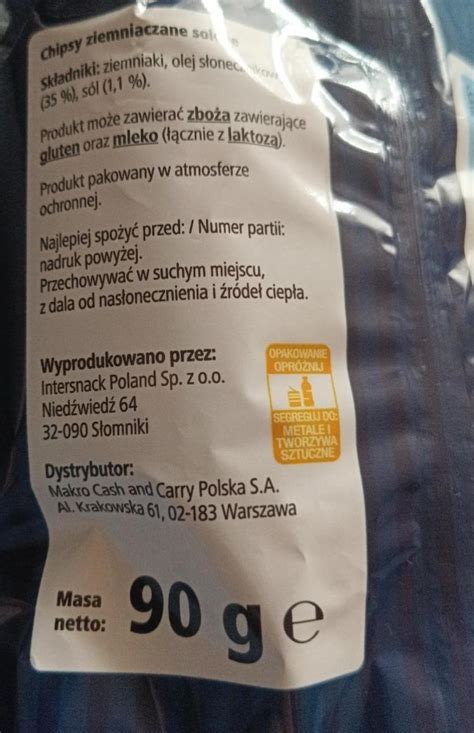 Chipsy ziemniaczane
Składniki: ziemniaki, olej
(35 %), sól (1,1 %).
Produkt może zawierać zboża zawierające
gluten oraz mleko (łącznie z laktozą).
Produkt pakowany w atmosferze
ochronnej.
Najlepiej spożyć przed: / Numer partii:
nadruk powyżej.
Przechowywać w suchym miejscu,
z dala od nasłonecznienia i źródeł ciepła.
Wyprodukowano przez:
Intersnack Poland Sp. z o.o.
Niedźwiedź 64
32-090 Słomniki
OPAKOWANIE
OPRÓŻNIJ
SEGREGUJ DO:
METALE I
TWORZYWA
SZTUCZNE
Dystrybutor:
Makro Cash and Carry Polska S.A.
Al. Krakowska 61, 02-183 Warszawa
Masa
netto:
90 g e